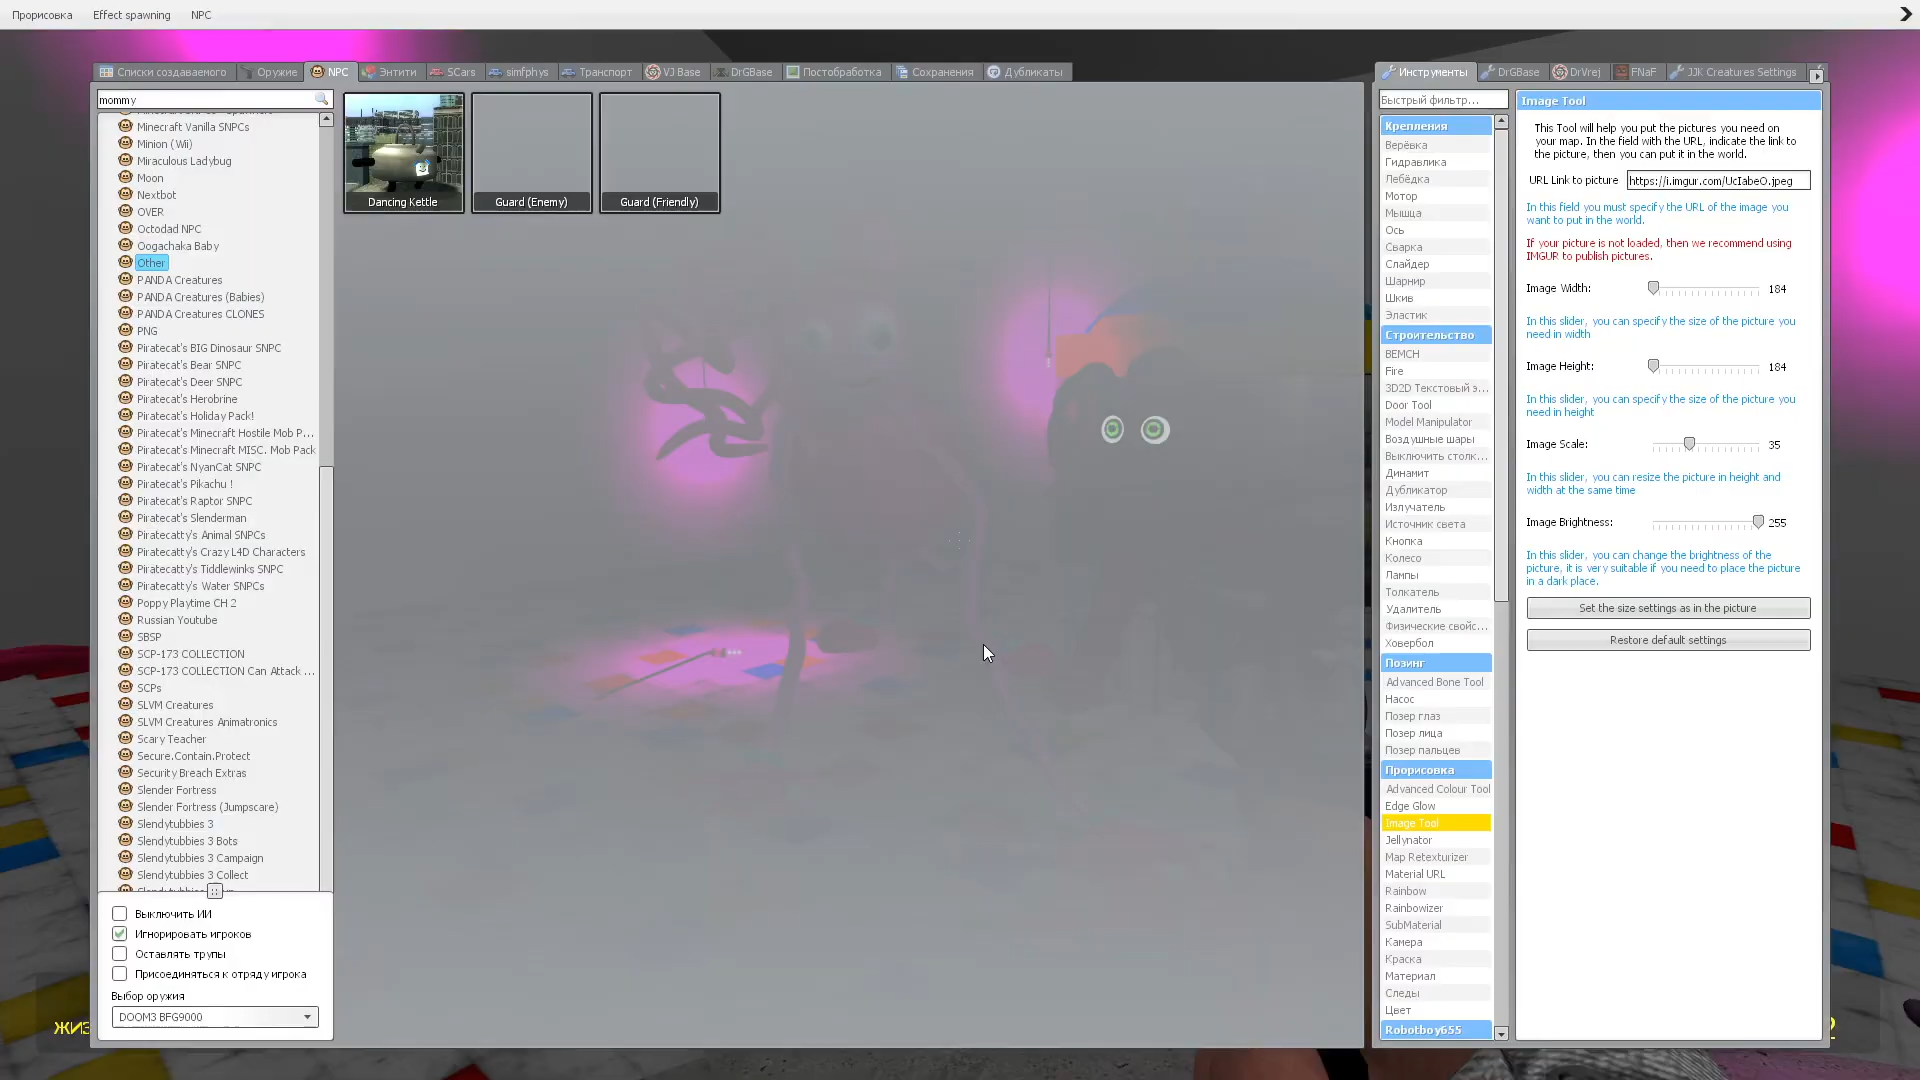 Прорисовка
Effect spawning
NPC
Списки создаваемого
Оружие
NPC
Энтити
SCars
simfphys
Транспорт
VJ Base
DrGBase
Постобработка
Сохранения
Дубликаты
mommy
Minecraft Vanilla SNPCs
Minion (Wii)
Miraculous Ladybug
Moon
Nextbot
OVER
Octodad NPC
Oogachaka Baby
Other
PANDA Creatures
PANDA Creatures (Babies)
PANDA Creatures CLONES
PNG
Piratecat's BIG Dinosaur SNPC
Piratecat's Bear SNPC
Piratecat's Deer SNPC
Piratecat's Herobrine
Piratecat's Holiday Pack!
Piratecat's Minecraft Hostile Mob P...
Piratecat's Minecraft MISC. Mob Pack
Piratecat's NyanCat SNPC
Piratecat's Pikachu !
Piratecat's Raptor SNPC
Piratecat's Slenderman
Piratecatty's Animal SNPCs
Piratecatty's Crazy L4D Characters
Piratecatty's Tiddlewinks SNPC
Piratecatty's Water SNPCs
Poppy Playtime CH 2
Russian Youtube
SBSP
SCP-173 COLLECTION
SCP-173 COLLECTION Can Attack ...
SCPs
SLVM Creatures
SLVM Creatures Animatronics
Scary Teacher
Secure.Contain.Protect
Security Breach Extras
Slender Fortress
Slender Fortress (Jumpscare)
Slendytubbies 3
Slendytubbies 3 Bots
Slendytubbies 3 Campaign
Slendytubbies 3 Collect
Выключить ИИ
Игнорировать игроков
Оставлять трупы
Присоединяться к отряду игрока
Выбор оружия
DOOM3 BFG9000
Dancing Kettle
Guard (Enemy)
Guard (Friendly)
Инструменты
DrGBase
DrVrej
FNaF
JJK Creatures Settings
Быстрый фильтр...
Крепления
Верёвка
Гидравлика
Лебёдка
Мотор
Мышца
Ось
Сварка
Слайдер
Шарнир
Шкив
Эластик
Строительство
BEMCH
Fire
3D2D Текстовый э...
Door Tool
Model Manipulator
Воздушные шары
Выключить столк...
Динамит
Дубликатор
Излучатель
Источник света
Кнопка
Колесо
Лампы
Толкатель
Удалитель
Физические свойс...
Ховербол
Позинг
Advanced Bone Tool
Насос
Позер глаз
Позер лица
Позер пальцев
Прорисовка
Advanced Colour Tool
Edge Glow
Image Tool
Jellynator
Map Retexturizer
Material URL
Rainbow
Rainbowizer
SubMaterial
Камера
Краска
Материал
Следы
Цвет
Robotboy655
Image Tool
This Tool will help you put the pictures you need on
your map. In the field with the URL, indicate the link to
the picture, then you can put it in the world.
URL Link to picture
https://i.imgur.com/UcIabeO.jpeg
In this field you must specify the URL of the image you
want to put in the world.
If your picture is not loaded, then we recommend using
IMGUR to publish pictures.
Image Width:
184
In this slider, you can specify the size of the picture you
need in width
Image Height:
184
In this slider, you can specify the size of the picture you
need in height
Image Scale:
35
In this slider, you can resize the picture in height and
width at the same time
Image Brightness:
255
In this slider, you can change the brightness of the
picture, it is very suitable if you need to place the picture
in a dark place.
Set the size settings as in the picture
Restore default settings